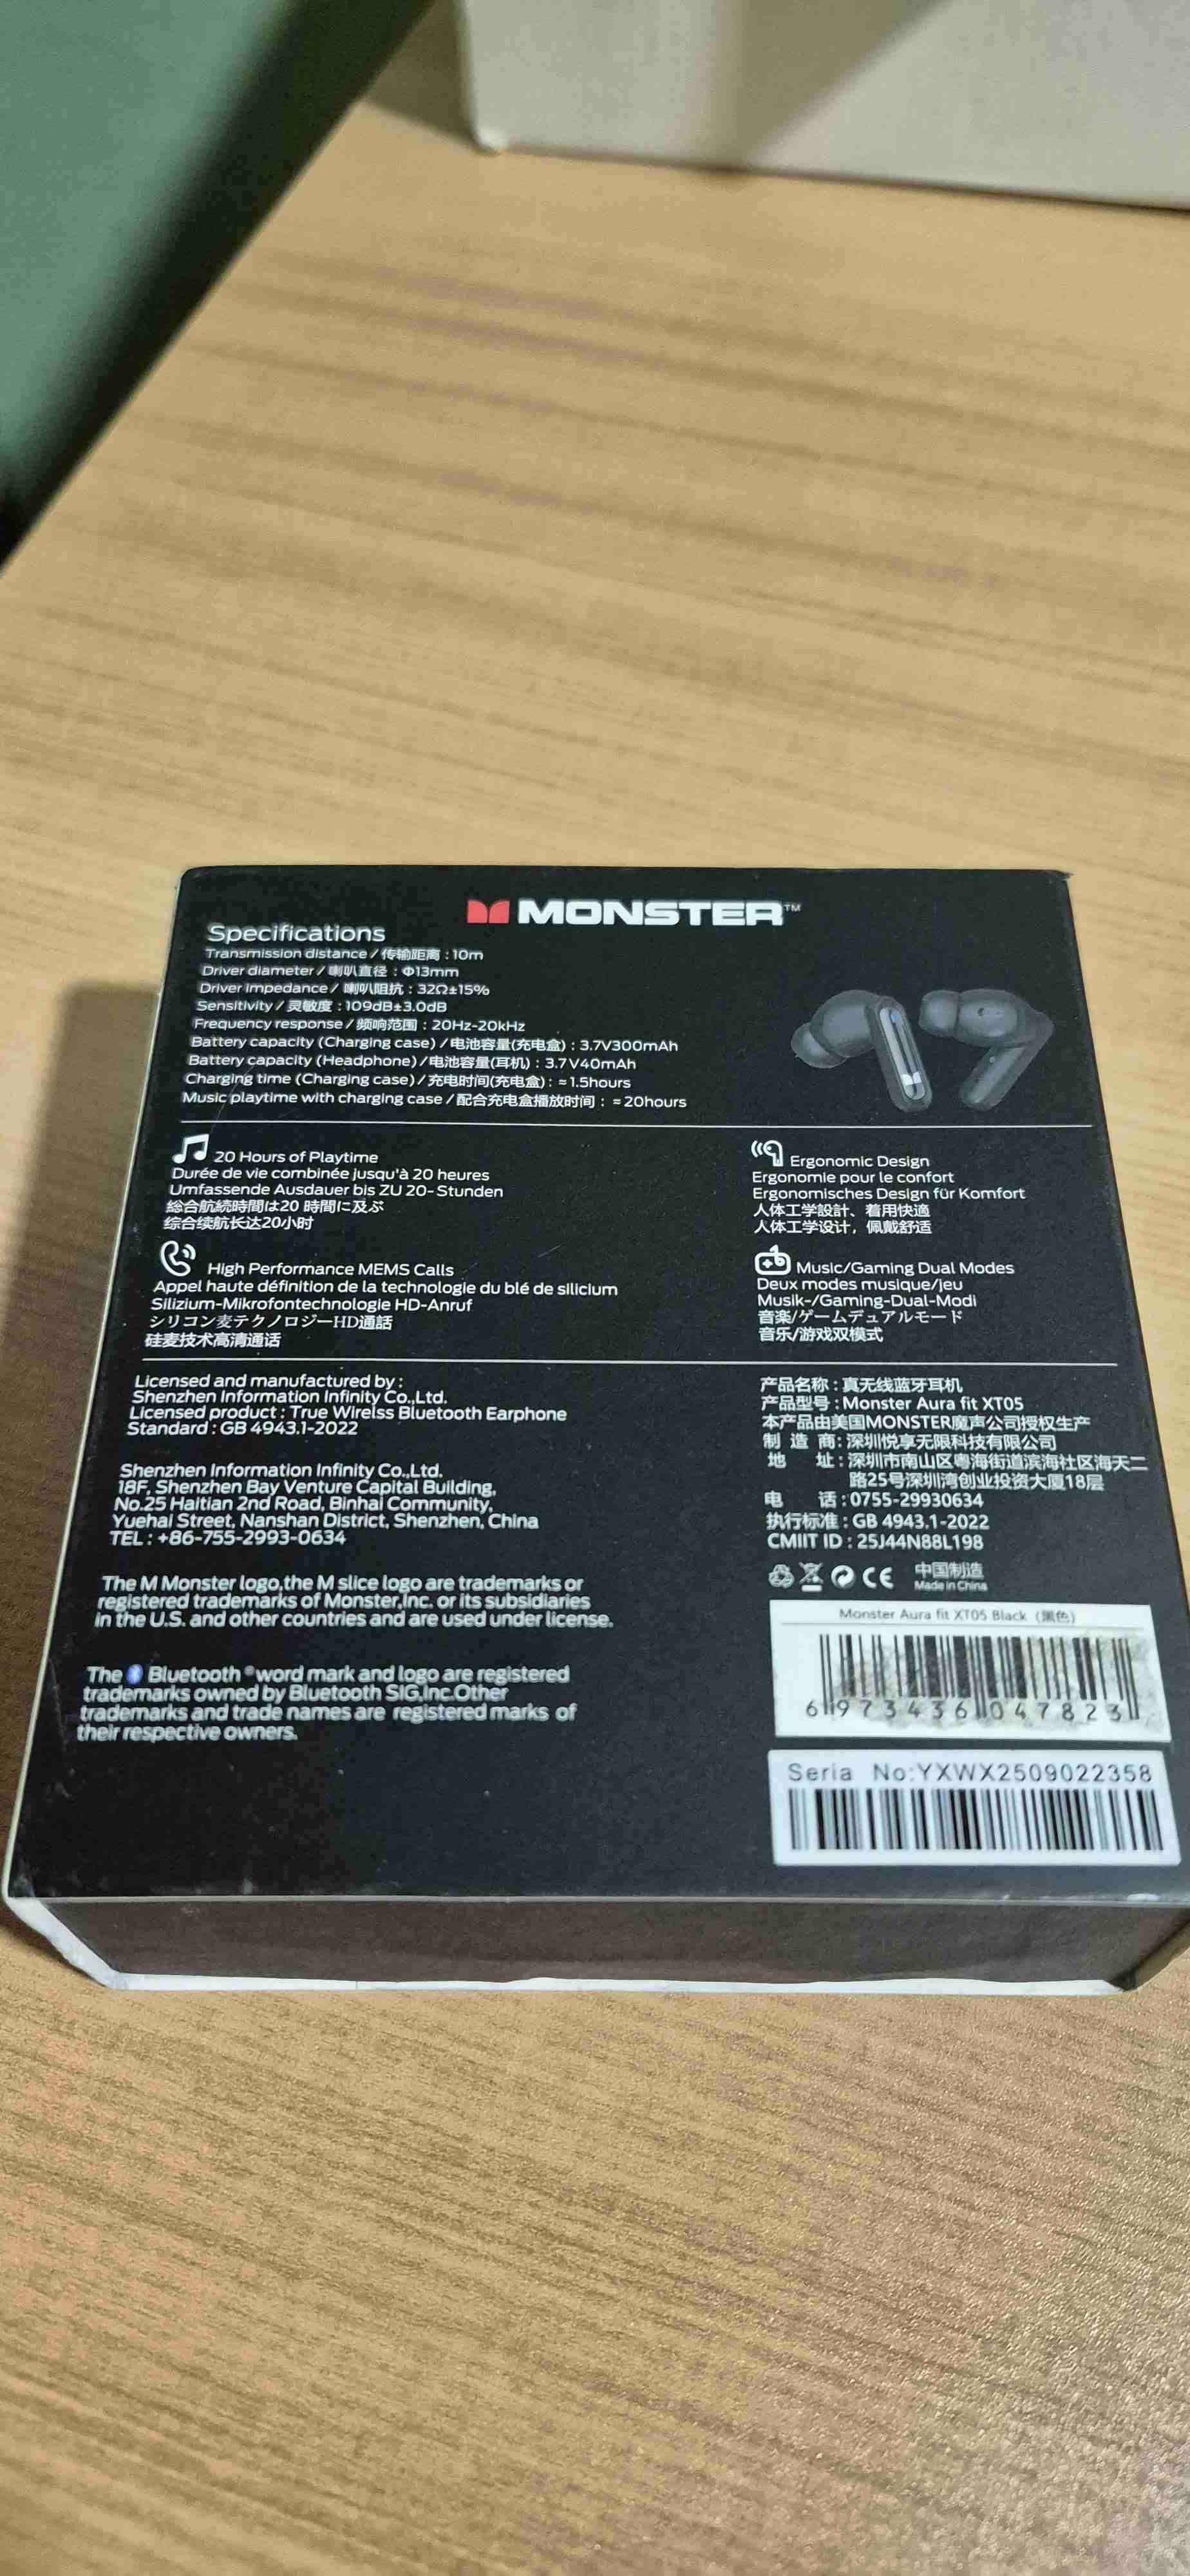 MONSTER™
Specifications
Transmission distance / 传输距离 : 10m
Driver diameter / 喇叭直径 : Φ13mm
Driver impedance / 喇叭阻抗 : 32Ω±15%
Sensitivity / 灵敏度 : 109dB±3.0dB
Frequency response / 频响范围 : 20Hz-20kHz
Battery capacity (Charging case) / 电池容量(充电盒) : 3.7V300mAh
Battery capacity (Headphone) / 电池容量(耳机) : 3.7V40mAh
Charging time (Charging case) / 充电时间(充电盒) : ≈1.5hours
Music playtime with charging case / 配合充电盒播放时间 : ≈20hours
20 Hours of Playtime
Durée de vie combinée jusqu'à 20 heures
Umfassende Ausdauer bis ZU 20- Stunden
総合航続時間は20 時間に及ぶ
综合续航长达20小时
Ergonomic Design
Ergonomie pour le confort
Ergonomisches Design für Komfort
人体工学設計、着用快適
人体工学设计，佩戴舒适
High Performance MEMS Calls
Appel haute définition de la technologie du blé de silicium
Silizium-Mikrofontechnologie HD-Anruf
シリコン麦テクノロジーHD通話
硅麦技术高清通话
Music/Gaming Dual Modes
Deux modes musique/jeu
Musik-/Gaming-Dual-Modi
音楽/ゲームデュアルモード
音乐/游戏双模式
Licensed and manufactured by :
Shenzhen Information Infinity Co.,Ltd.
Licensed product : True Wirelss Bluetooth Earphone
Standard : GB 4943.1-2022
Shenzhen Information Infinity Co.,Ltd.
18F, Shenzhen Bay Venture Capital Building,
No.25 Haitian 2nd Road, Binhai Community,
Yuehai Street, Nanshan District, Shenzhen, China
TEL : +86-755-2993-0634
The M Monster logo,the M slice logo are trademarks or
registered trademarks of Monster,Inc. or its subsidiaries
in the U.S. and other countries and are used under license.
The Bluetooth ® word mark and logo are registered
trademarks owned by Bluetooth SIG,Inc.Other
trademarks and trade names are registered marks of
their respective owners.
产品名称 : 真无线蓝牙耳机
产品型号 : Monster Aura fit XT05
本产品由美国MONSTER魔声公司授权生产
制 造 商 : 深圳悦享无限科技有限公司
地 址 : 深圳市南山区粤海街道滨海社区海天二
路25号深圳湾创业投资大厦18层
电 话 : 0755-29930634
执行标准 : GB 4943.1-2022
CMIIT ID : 25J44N88L198
CE 中国制造
Made in China
Monster Aura fit XT05 Black (黑色)
6 973436 047823
Seria No:YXWX2509022358